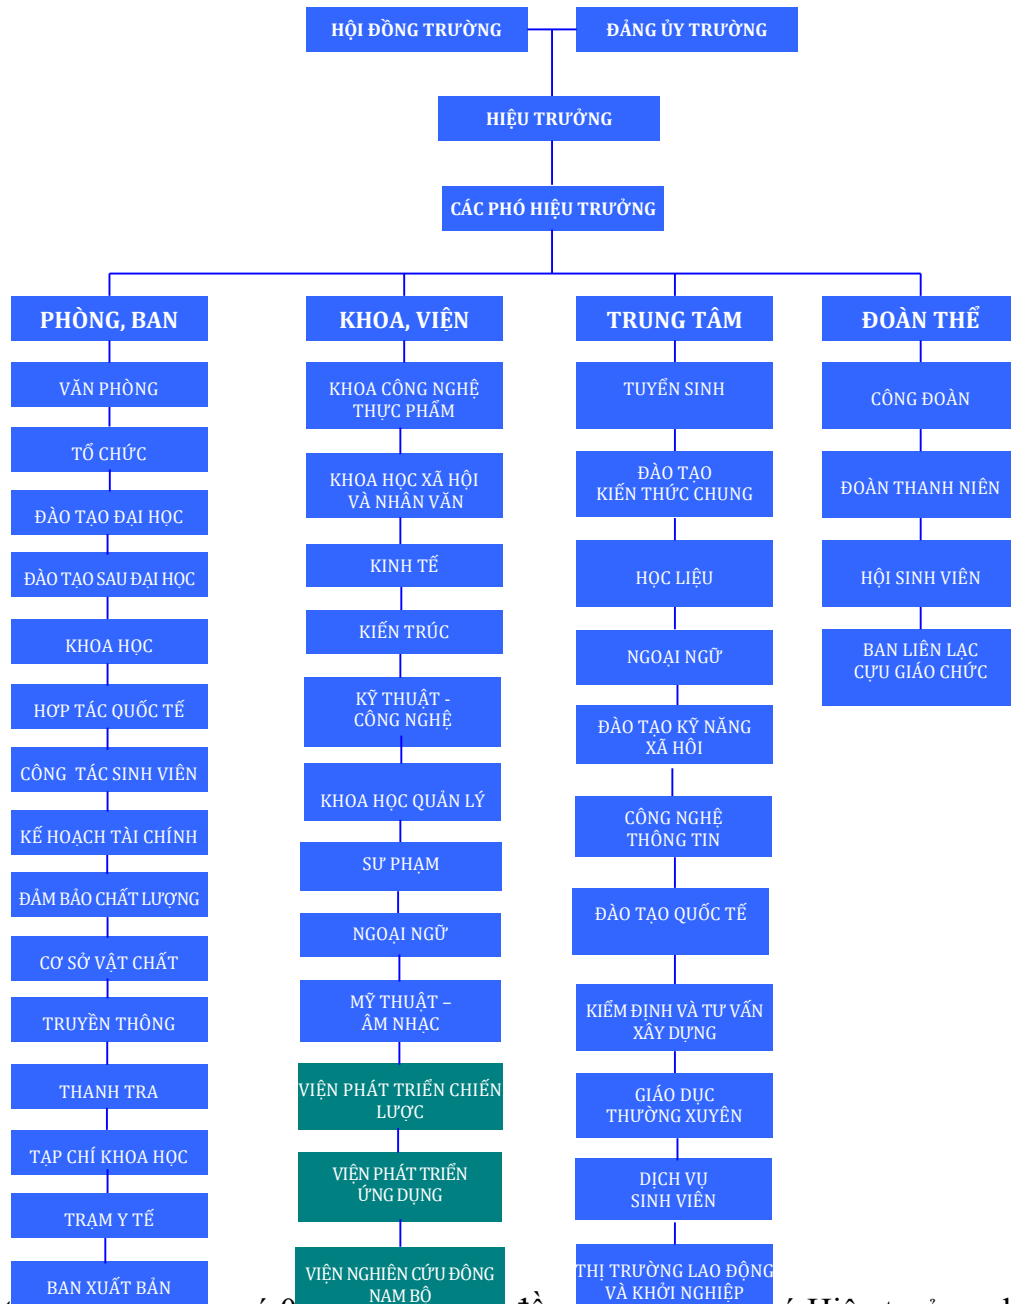 HỘI ĐỒNG TRƯỜNG
ĐẢNG ỦY TRƯỜNG
HIỆU TRƯỞNG
CÁC PHÓ HIỆU TRƯỞNG
PHÒNG, BAN
VĂN PHÒNG
TỔ CHỨC
ĐÀO TẠO ĐẠI HỌC
ĐÀO TẠO SAU ĐẠI HỌC
KHOA HỌC
HƠP TÁC QUỐC TẾ
CÔNG TÁC SINH VIÊN
KẾ HOẠCH TÀI CHÍNH
ĐẢM BẢO CHẤT LƯỢNG
CƠ SỞ VẬT CHẤT
TRUYỀN THÔNG
THANH TRA
TẠP CHÍ KHOA HỌC
TRẠM Y TẾ
BAN XUẤT BẢN
KHOA, VIỆN
KHOA CÔNG NGHỆ
THỰC PHẨM
KHOA HỌC XÃ HỘI
VÀ NHÂN VĂN
KINH TẾ
KIẾN TRÚC
KỸ THUẬT -
CÔNG NGHỆ
KHOA HỌC QUẢN LÝ
SƯ PHẠM
NGOẠI NGỮ
MỸ THUẬT –
ÂM NHẠC
VIỆN PHÁT TRIỂN CHIẾN
LƯỢC
VIỆN PHÁT TRIỂN
ỨNG DỤNG
VIỆN NGHIÊN CỨU ĐÔNG
NAM BỘ
TRUNG TÂM
TUYỂN SINH
ĐÀO TẠO
KIẾN THỨC CHUNG
HỌC LIỆU
NGOẠI NGỮ
ĐÀO TẠO KỸ NĂNG
XÃ HÔI
CÔNG NGHỆ
THÔNG TIN
ĐÀO TẠO QUỐC TẾ
KIỂM ĐỊNH VÀ TƯ VẤN
XÂY DỰNG
GIÁO DỤC
THƯỜNG XUYÊN
DỊCH VỤ
SINH VIÊN
THỊ TRƯỜNG LAO ĐỘNG
VÀ KHỞI NGHIỆP
ĐOÀN THỂ
CÔNG ĐOÀN
ĐOÀN THANH NIÊN
HỘI SINH VIÊN
BAN LIÊN LẠC
CỰU GIÁO CHỨC